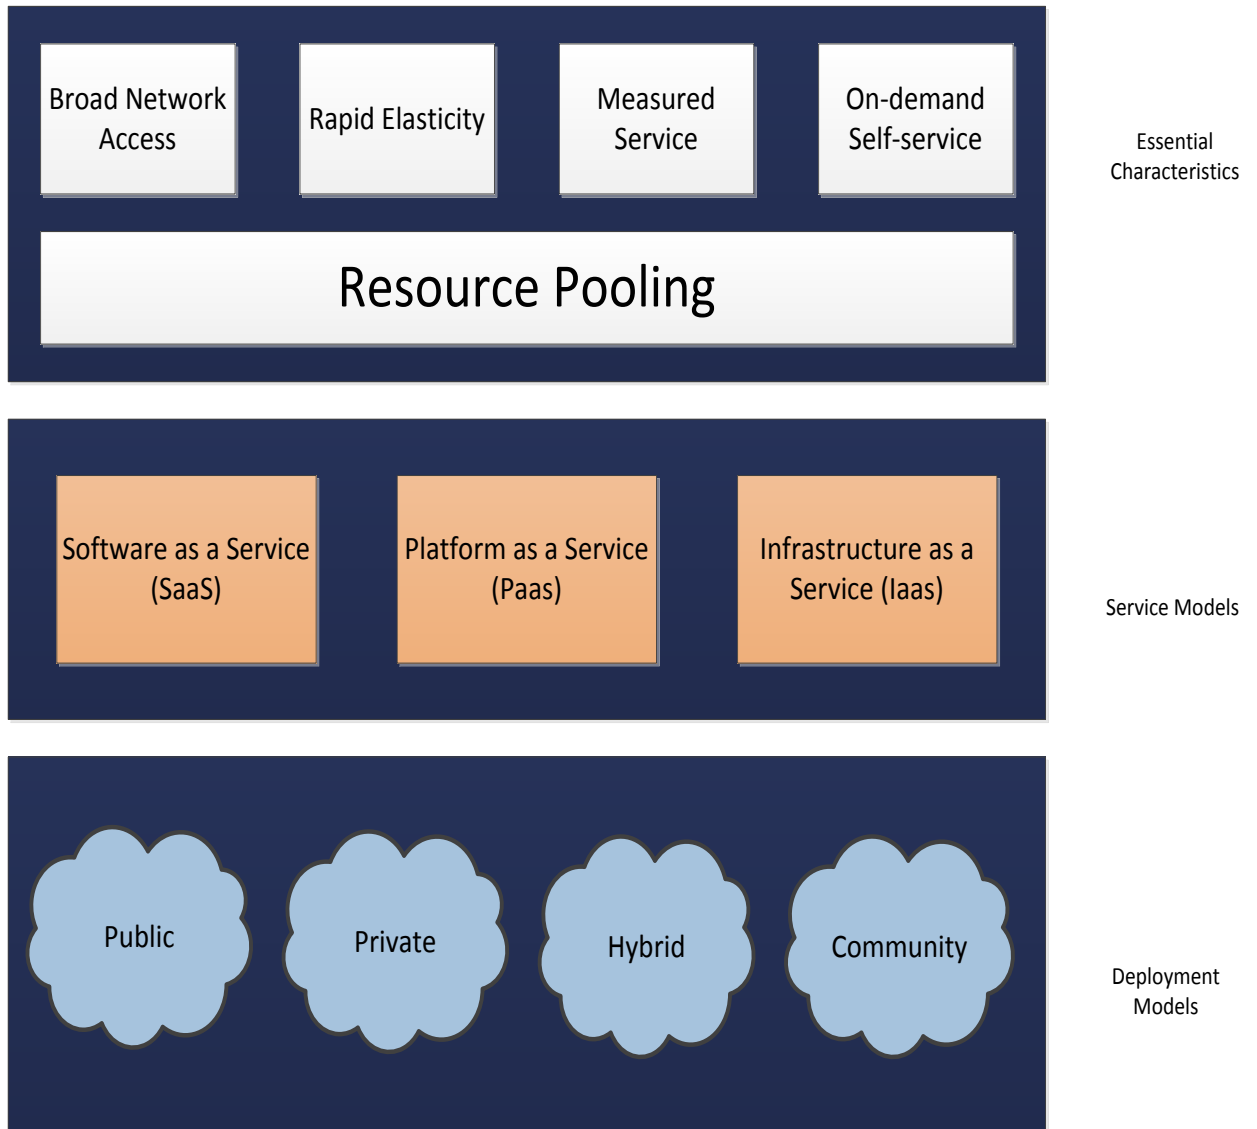 Broad Network
Access
Rapid Elasticity
Measured
Service
On-demand
Self-service
Resource Pooling
Essential
Characteristics
Software as a Service
(SaaS)
Platform as a Service
(Paas)
Infrastructure as a
Service (Iaas)
Service Models
Public
Private
Hybrid
Community
Deployment
Models